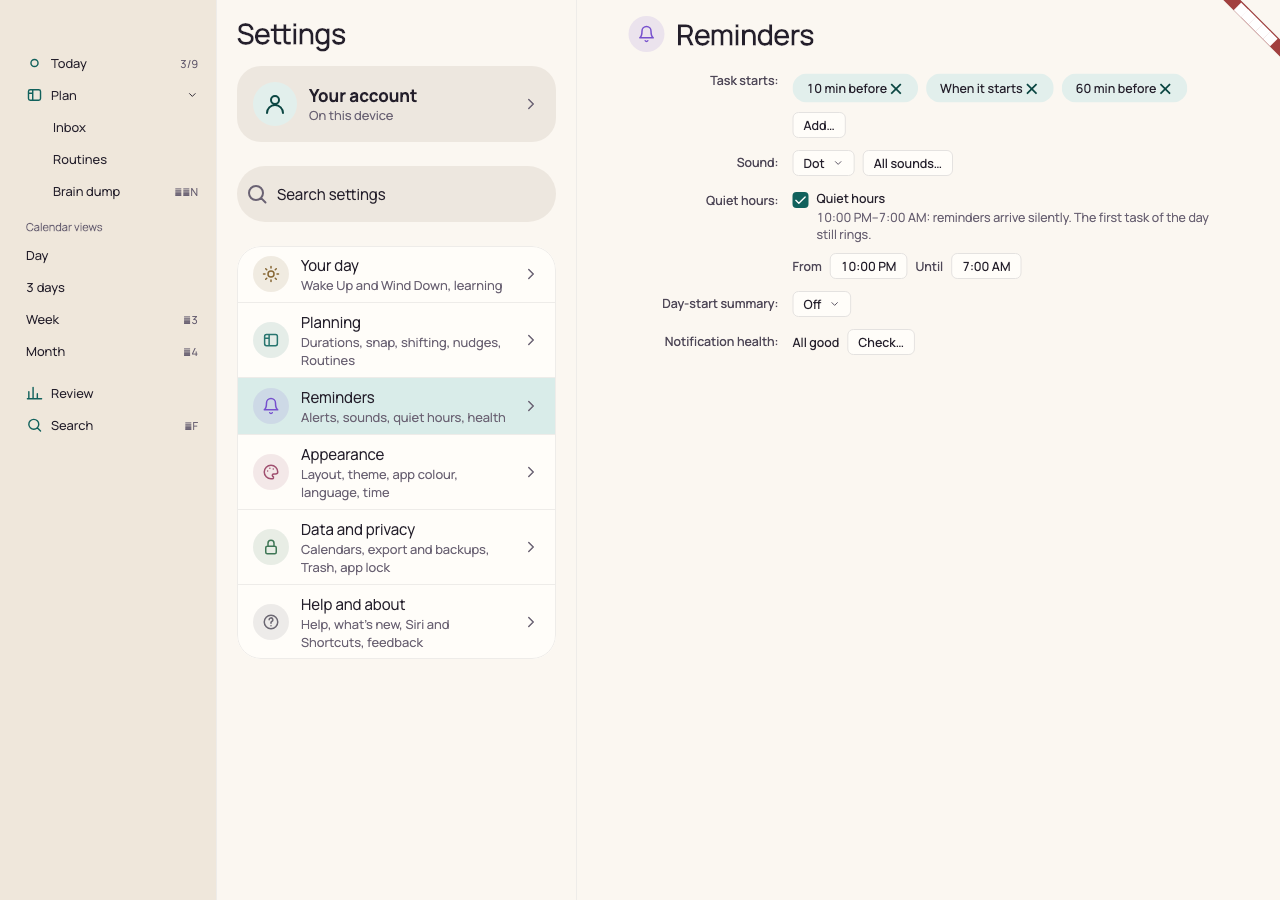 Today 3/9
Plan
Inbox
Routines
Brain dump N
Calendar views
Day
3 days
Week 3
Month 4
Review
Search F
Settings
Your account
On this device
Search settings
Your day
Wake Up and Wind Down, learning
Planning
Durations, snap, shifting, nudges,
Routines
Reminders
Alerts, sounds, quiet hours, health
Appearance
Layout, theme, app colour,
language, time
Data and privacy
Calendars, export and backups,
Trash, app lock
Help and about
Help, what's new, Siri and
Shortcuts, feedback
Reminders
Task starts: 10 min before When it starts 60 min before
Add…
Sound: Dot All sounds…
Quiet hours: Quiet hours
10:00 PM–7:00 AM: reminders arrive silently. The first task of the day
still rings.
From 10:00 PM Until 7:00 AM
Day-start summary: Off
Notification health: All good Check…